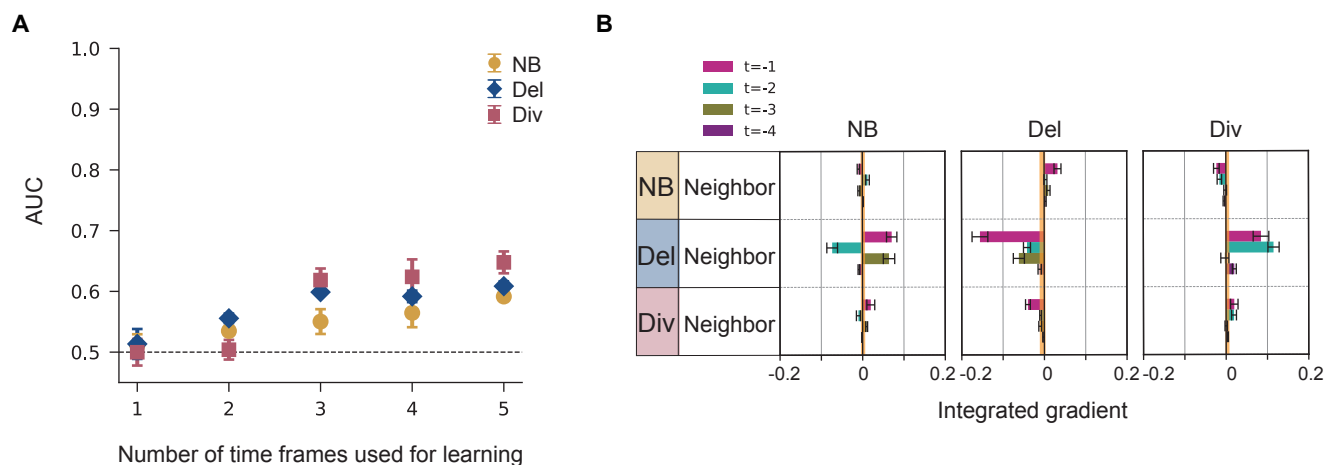 A
1.0
0.9
0.8
0.7
0.6
0.5
AUC
NB
Del
Div
1 2 3 4 5
Number of time frames used for learning
B
t=-1
t=-2
t=-3
t=-4
NB Del Div
NB Neighbor
Del Neighbor
Div Neighbor
-0.2 0 0.2 -0.2 0 0.2 -0.2 0 0.2
Integrated gradient